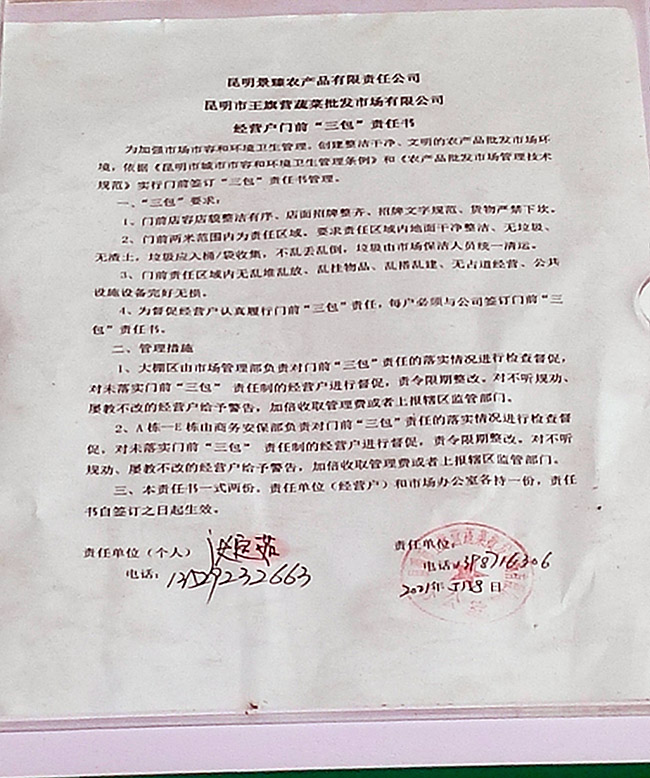 昆明景臻农产品有限责任公司
昆明市王旗营蔬菜批发市场有限公司
经营户门前“三包”责任书
为加强市场市容和环境卫生管理，创建整洁干净、文明的农产品批发市场环
境，依据《昆明市城市市容和环境卫生管理条例》和《农产品批发市场管理技术
规范》实行门前签订“三包”责任书管理。
一、“三包”要求：
1、门前店容店貌整洁有序、店面招牌整齐、招牌文字规范、货物严禁下坎。
2、门前两米范围内为责任区域。要求责任区域内地面干净整洁、无垃圾、
无渣土，垃圾应入桶/袋收集，不乱丢乱倒，垃圾由市场保洁人员统一清运。
3、门前责任区域内无乱堆乱放、乱挂物品、乱搭乱建、无占道经营、公共
设施设备完好无损。
4、为督促经营户认真履行门前“三包”责任，每户必须与公司签订门前“三
包”责任书。
二、管理措施
1、大棚区由市场管理部负责对门前“三包”责任的落实情况进行检查督促，
对未落实门前“三包” 责任制的经营户进行督促，责令限期整改。对不听规劝、
屡教不改的经营户给予警告，加倍收取管理费或者上报辖区监管部门。
2、A栋—E栋由商务安保部负责对门前“三包”责任的落实情况进行检查督
促，对未落实门前“三包” 责任制的经营户进行督促，责令限期整改。对不听
规劝、屡教不改的经营户给予警告，加倍收取管理费或者上报辖区监管部门。
三、本责任书一式两份，责任单位（经营户）和市场办公室各持一份，责任
书自签订之日起生效。
责任单位（个人）
电话：13529232663
责任单位：
电话：
2021年 月8日